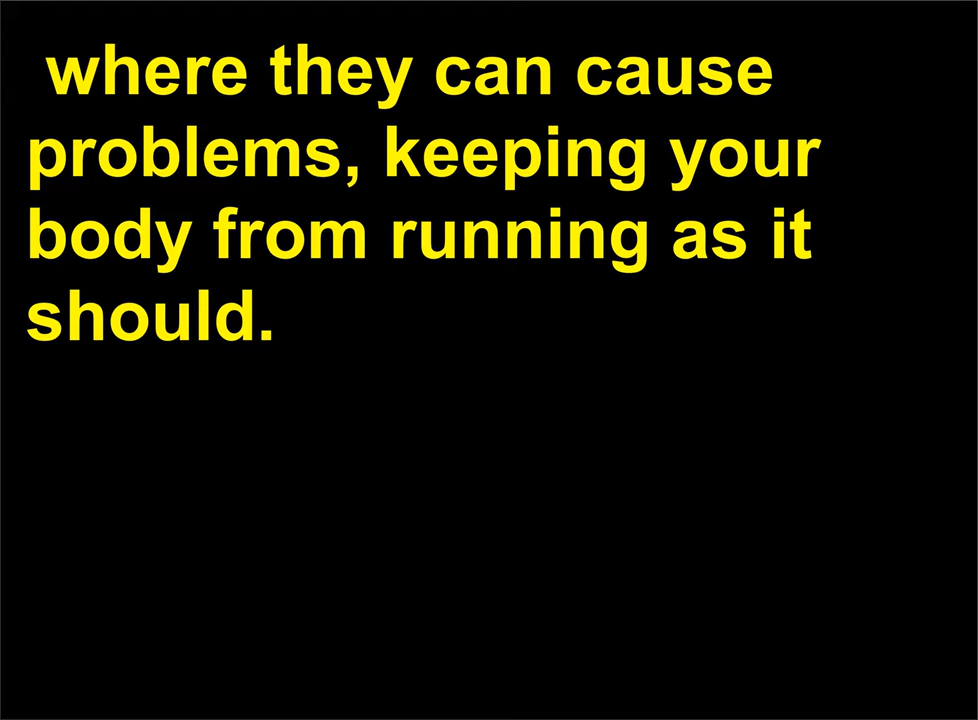 where they can cause
problems, keeping your
body from running as it
should.